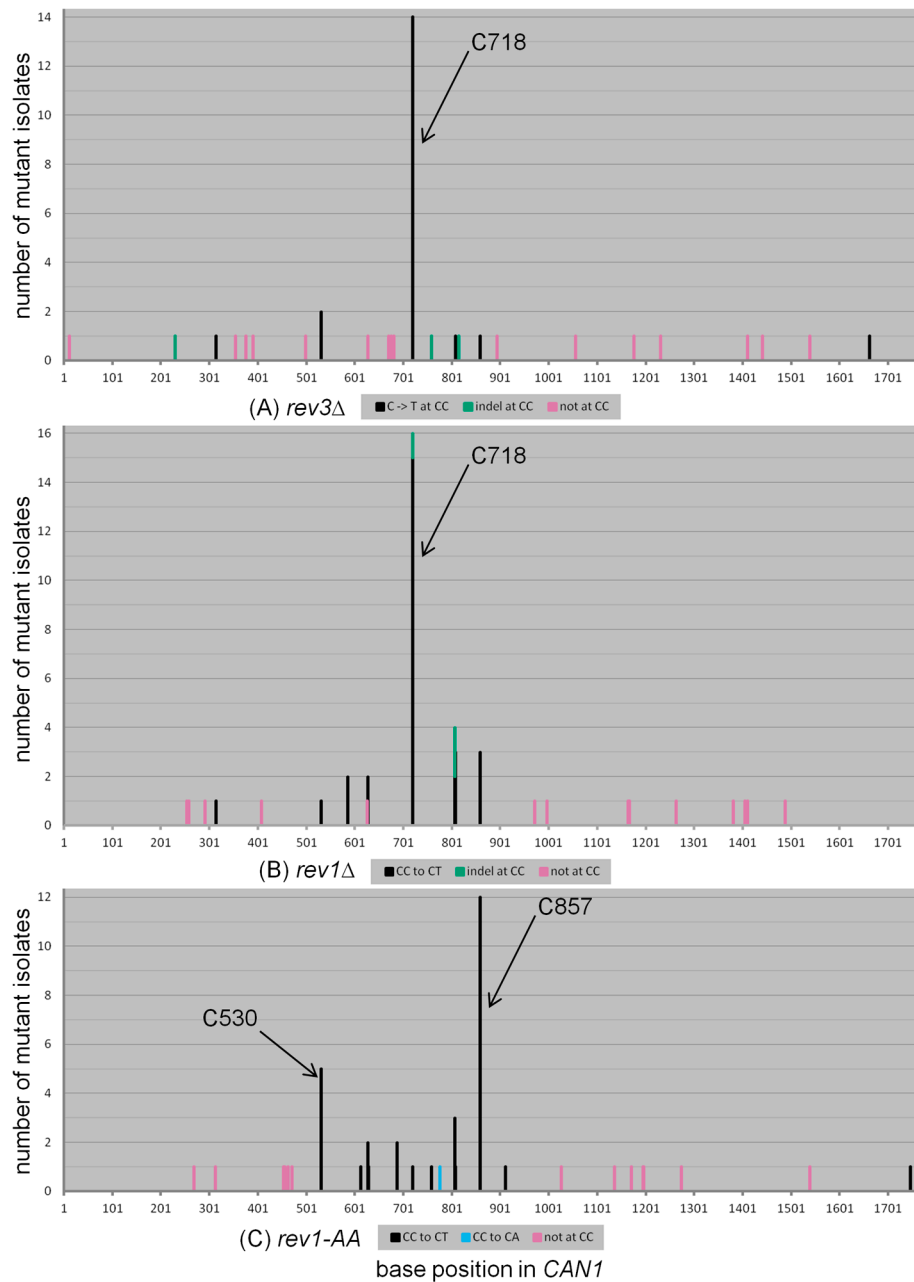 number of mutant isolates
14
12
10
8
6
4
2
0
C718
1 101 201 301 401 501 601 701 801 901 1001 1101 1201 1301 1401 1501 1601 1701
(A) rev3Δ C -> T at CC indel at CC not at CC
number of mutant isolates
16
14
12
10
8
6
4
2
0
C718
1 101 201 301 401 501 601 701 801 901 1001 1101 1201 1301 1401 1501 1601 1701
(B) rev1Δ CC to CT indel at CC not at CC
number of mutant isolates
12
10
8
6
4
2
0
C857
C530
1 101 201 301 401 501 601 701 801 901 1001 1101 1201 1301 1401 1501 1601 1701
(C) rev1-AA CC to CT CC to CA not at CC
base position in CAN1